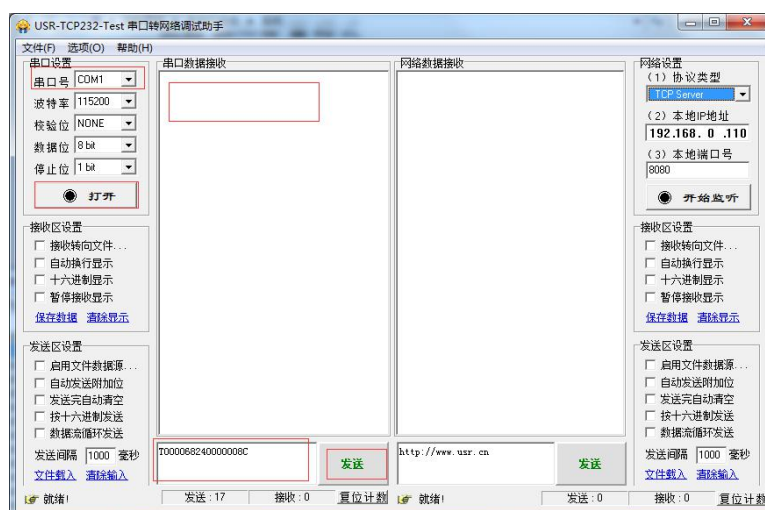 USR-TCP232-Test 串口转网络调试助手
文件(F) 选项(O) 帮助(H)
串口设置
串口号 COM1
波特率 115200
校验位 NONE
数据位 8 bit
停止位 1 bit
打开
接收区设置
接收转向文件...
自动换行显示
十六进制显示
暂停接收显示
保存数据 清除显示
发送区设置
启用文件数据源...
自动发送附加位
发送完自动清空
按十六进制发送
数据流循环发送
发送间隔 1000 毫秒
文件载入 清除输入
就绪!
串口数据接收
T000068240000008C
发送
发送:17 接收:0 复位计数
网络数据接收
http://www.usr.cn
发送
就绪!
发送:0 接收:0 复位计数
网络设置
(1) 协议类型
TCP Server
(2) 本地IP地址
192.168. 0 .110
(3) 本地端口号
8080
开始监听
接收区设置
接收转向文件...
自动换行显示
十六进制显示
暂停接收显示
保存数据 清除显示
发送区设置
启用文件数据源...
自动发送附加位
发送完自动清空
按十六进制发送
数据流循环发送
发送间隔 1000 毫秒
文件载入 清除输入